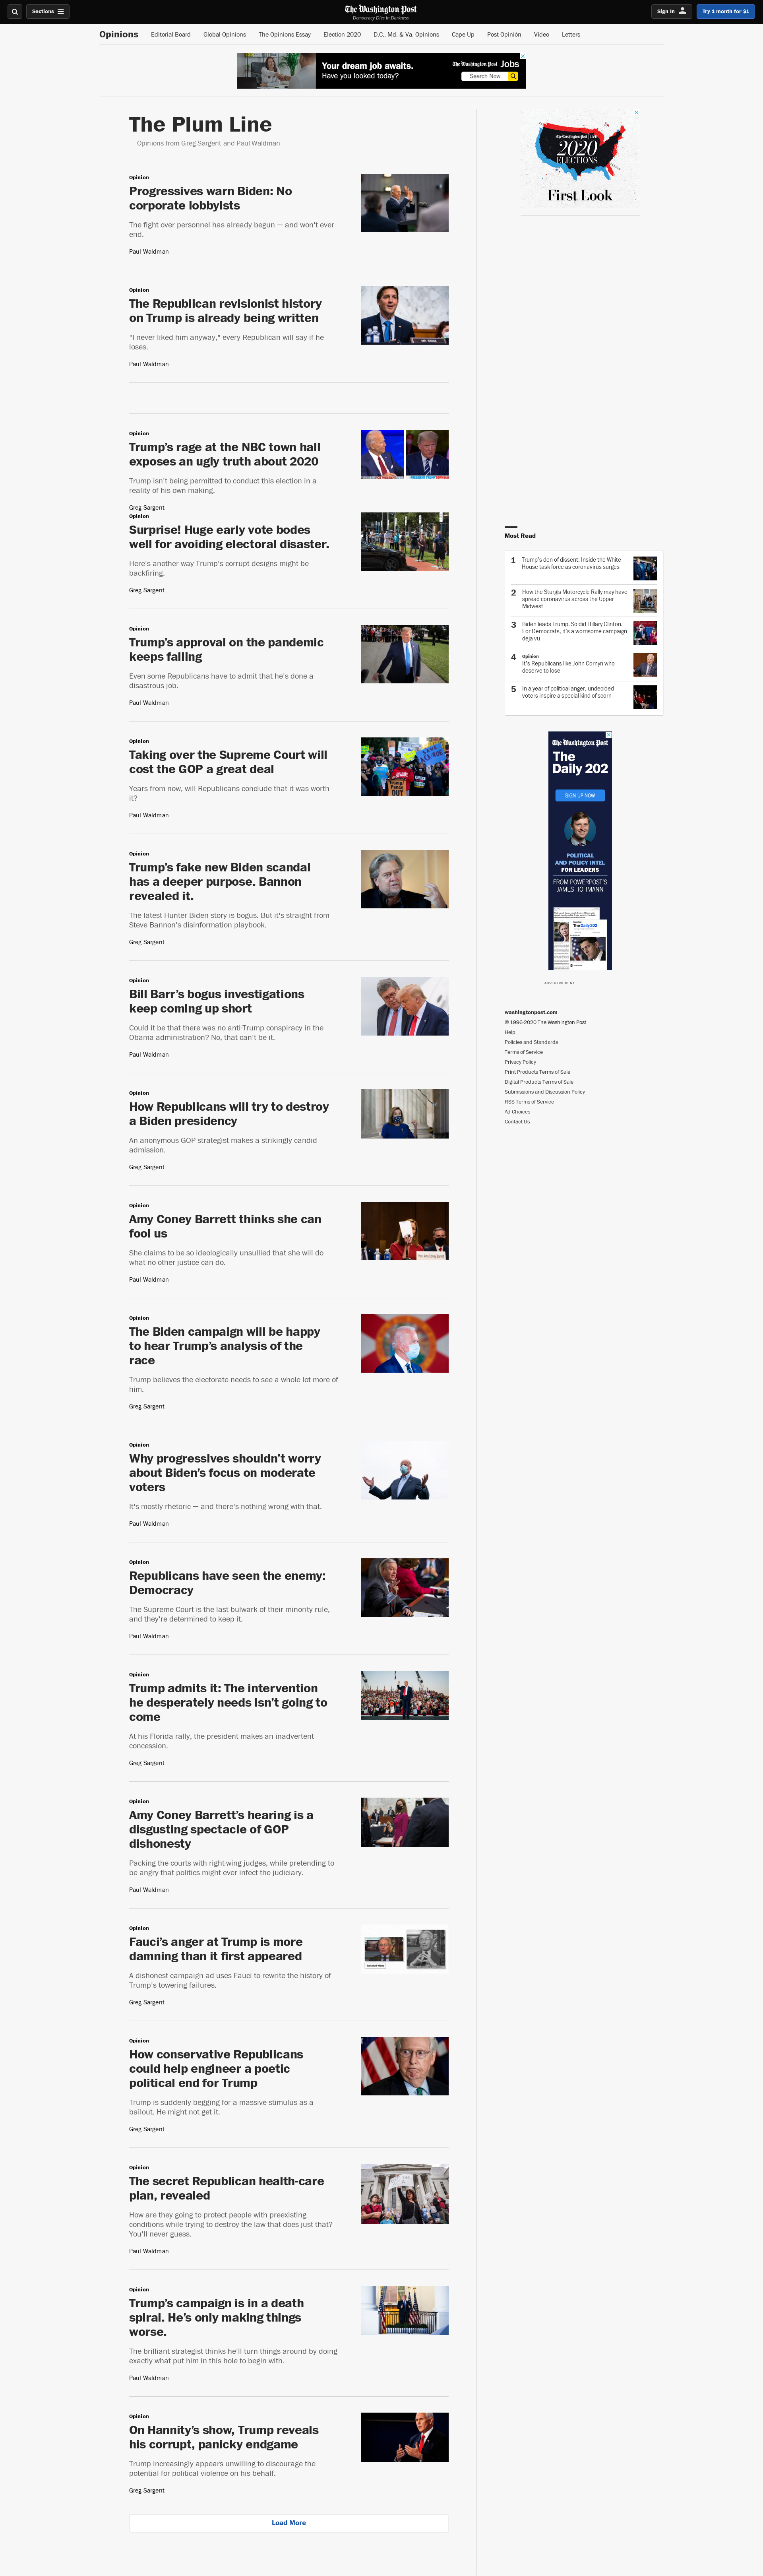 Sections
The Washington Post
Democracy Dies in Darkness
Sign In
Try 1 month for $1
Opinions
Editorial Board
Global Opinions
The Opinions Essay
Election 2020
D.C., Md. & Va. Opinions
Cape Up
Post Opinión
Video
Letters
Your dream job awaits.
Have you looked today?
The Washington Post Jobs
Search Now
The Plum Line
Opinions from Greg Sargent and Paul Waldman
Opinion
Progressives warn Biden: No
corporate lobbyists
The fight over personnel has already begun — and won't ever
end.
Paul Waldman
Opinion
The Republican revisionist history
on Trump is already being written
"I never liked him anyway," every Republican will say if he
loses.
Paul Waldman
Opinion
Trump’s rage at the NBC town hall
exposes an ugly truth about 2020
Trump isn't being permitted to conduct this election in a
reality of his own making.
Greg Sargent
Opinion
Surprise! Huge early vote bodes
well for avoiding electoral disaster.
Here's another way Trump's corrupt designs might be
backfiring.
Greg Sargent
Opinion
Trump’s approval on the pandemic
keeps falling
Even some Republicans have to admit that he's done a
disastrous job.
Paul Waldman
Opinion
Taking over the Supreme Court will
cost the GOP a great deal
Years from now, will Republicans conclude that it was worth
it?
Paul Waldman
Opinion
Trump’s fake new Biden scandal
has a deeper purpose. Bannon
revealed it.
The latest Hunter Biden story is bogus. But it's straight from
Steve Bannon's disinformation playbook.
Greg Sargent
Opinion
Bill Barr’s bogus investigations
keep coming up short
Could it be that there was no anti-Trump conspiracy in the
Obama administration? No, that can't be it.
Paul Waldman
Opinion
How Republicans will try to destroy
a Biden presidency
An anonymous GOP strategist makes a strikingly candid
admission.
Greg Sargent
Opinion
Amy Coney Barrett thinks she can
fool us
She claims to be so ideologically unsullied that she will do
what no other justice can do.
Paul Waldman
Opinion
The Biden campaign will be happy
to hear Trump’s analysis of the
race
Trump believes the electorate needs to see a whole lot more of
him.
Greg Sargent
Opinion
Why progressives shouldn’t worry
about Biden’s focus on moderate
voters
It's mostly rhetoric — and there's nothing wrong with that.
Paul Waldman
Opinion
Republicans have seen the enemy:
Democracy
The Supreme Court is the last bulwark of their minority rule,
and they're determined to keep it.
Paul Waldman
Opinion
Trump admits it: The intervention
he desperately needs isn’t going to
come
At his Florida rally, the president makes an inadvertent
concession.
Greg Sargent
Opinion
Amy Coney Barrett’s hearing is a
disgusting spectacle of GOP
dishonesty
Packing the courts with right-wing judges, while pretending to
be angry that politics might ever infect the judiciary.
Paul Waldman
Opinion
Fauci’s anger at Trump is more
damning than it first appeared
A dishonest campaign ad uses Fauci to rewrite the history of
Trump's towering failures.
Greg Sargent
Opinion
How conservative Republicans
could help engineer a poetic
political end for Trump
Trump is suddenly begging for a massive stimulus as a
bailout. He might not get it.
Greg Sargent
Opinion
The secret Republican health-care
plan, revealed
How are they going to protect people with preexisting
conditions while trying to destroy the law that does just that?
You'll never guess.
Paul Waldman
Opinion
Trump’s campaign is in a death
spiral. He’s only making things
worse.
The brilliant strategist thinks he'll turn things around by doing
exactly what put him in this hole to begin with.
Paul Waldman
Opinion
On Hannity’s show, Trump reveals
his corrupt, panicky endgame
Trump increasingly appears unwilling to discourage the
potential for political violence on his behalf.
Greg Sargent
Load More
The Washington Post LIVE
2020
ELECTIONS
First Look
Most Read
1
Trump's den of dissent: Inside the White
House task force as coronavirus surges
2
How the Sturgis Motorcycle Rally may have
spread coronavirus across the Upper
Midwest
3
Biden leads Trump. So did Hillary Clinton.
For Democrats, it's a worrisome campaign
deja vu
4
Opinion
It's Republicans like John Cornyn who
deserve to lose
5
In a year of political anger, undecided
voters inspire a special kind of scorn
The Washington Post
The
Daily 202
SIGN UP NOW
POLITICAL
AND POLICY INTEL
FOR LEADERS
FROM POWERPOST'S
JAMES HOHMANN
The Daily 202
ADVERTISEMENT
washingtonpost.com
© 1996-2020 The Washington Post
Help
Policies and Standards
Terms of Service
Privacy Policy
Print Products Terms of Sale
Digital Products Terms of Sale
Submissions and Discussion Policy
RSS Terms of Service
Ad Choices
Contact Us